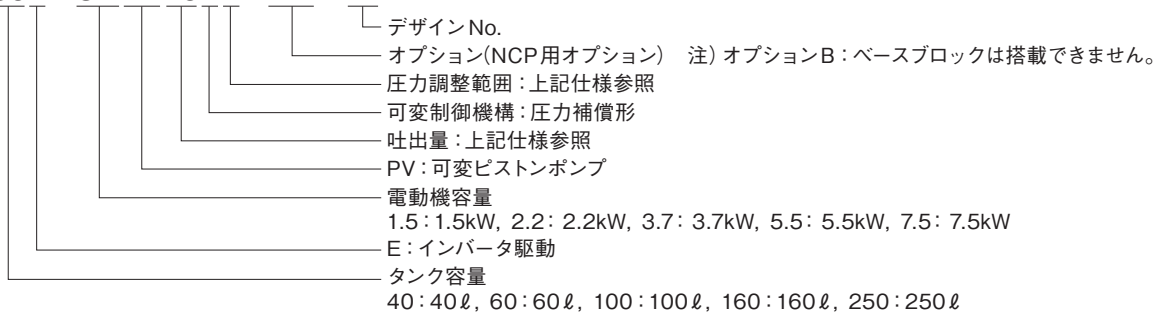 デザインNo.
オプション(NCP用オプション) 注) オプションB：ベースブロックは搭載できません。
圧力調整範囲：上記仕様参照
可変制御機構：圧力補償形
吐出量：上記仕様参照
PV：可変ピストンポンプ
電動機容量
1.5：1.5kW, 2.2：2.2kW, 3.7：3.7kW, 5.5：5.5kW, 7.5：7.5kW
E：インバータ駆動
タンク容量
40：40ℓ, 60：60ℓ, 100：100ℓ, 160：160ℓ, 250：250ℓ